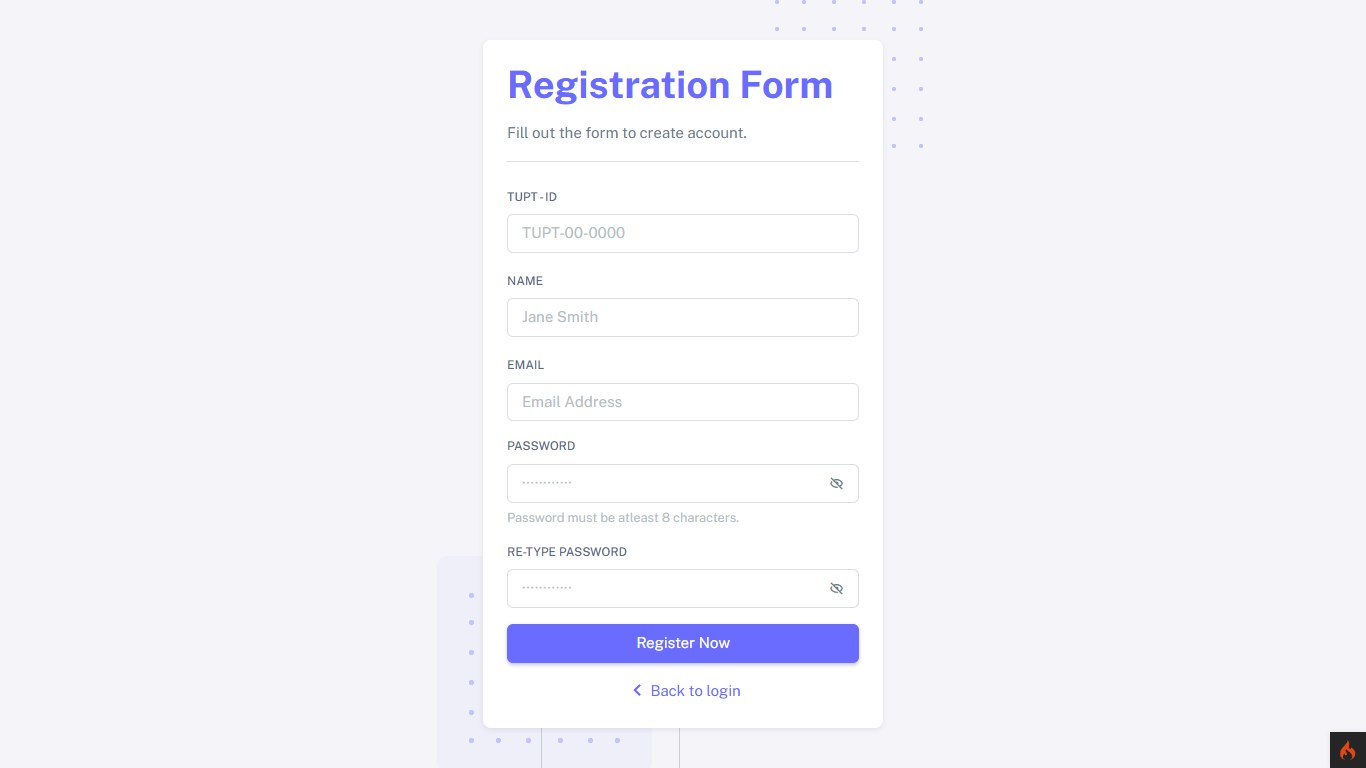 Registration Form
Fill out the form to create account.
TUPT - ID
TUPT-00-0000
NAME
Jane Smith
EMAIL
Email Address
PASSWORD
············
Password must be atleast 8 characters.
RE-TYPE PASSWORD
············
Register Now
Back to login